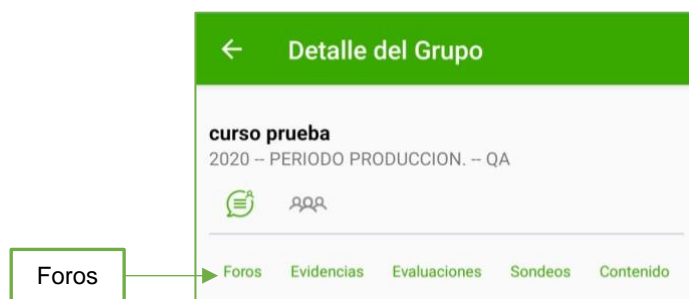 Detalle del Grupo
curso prueba
2020 -- PERIODO PRODUCCION. -- QA
Foros
Foros Evidencias Evaluaciones Sondeos Contenido